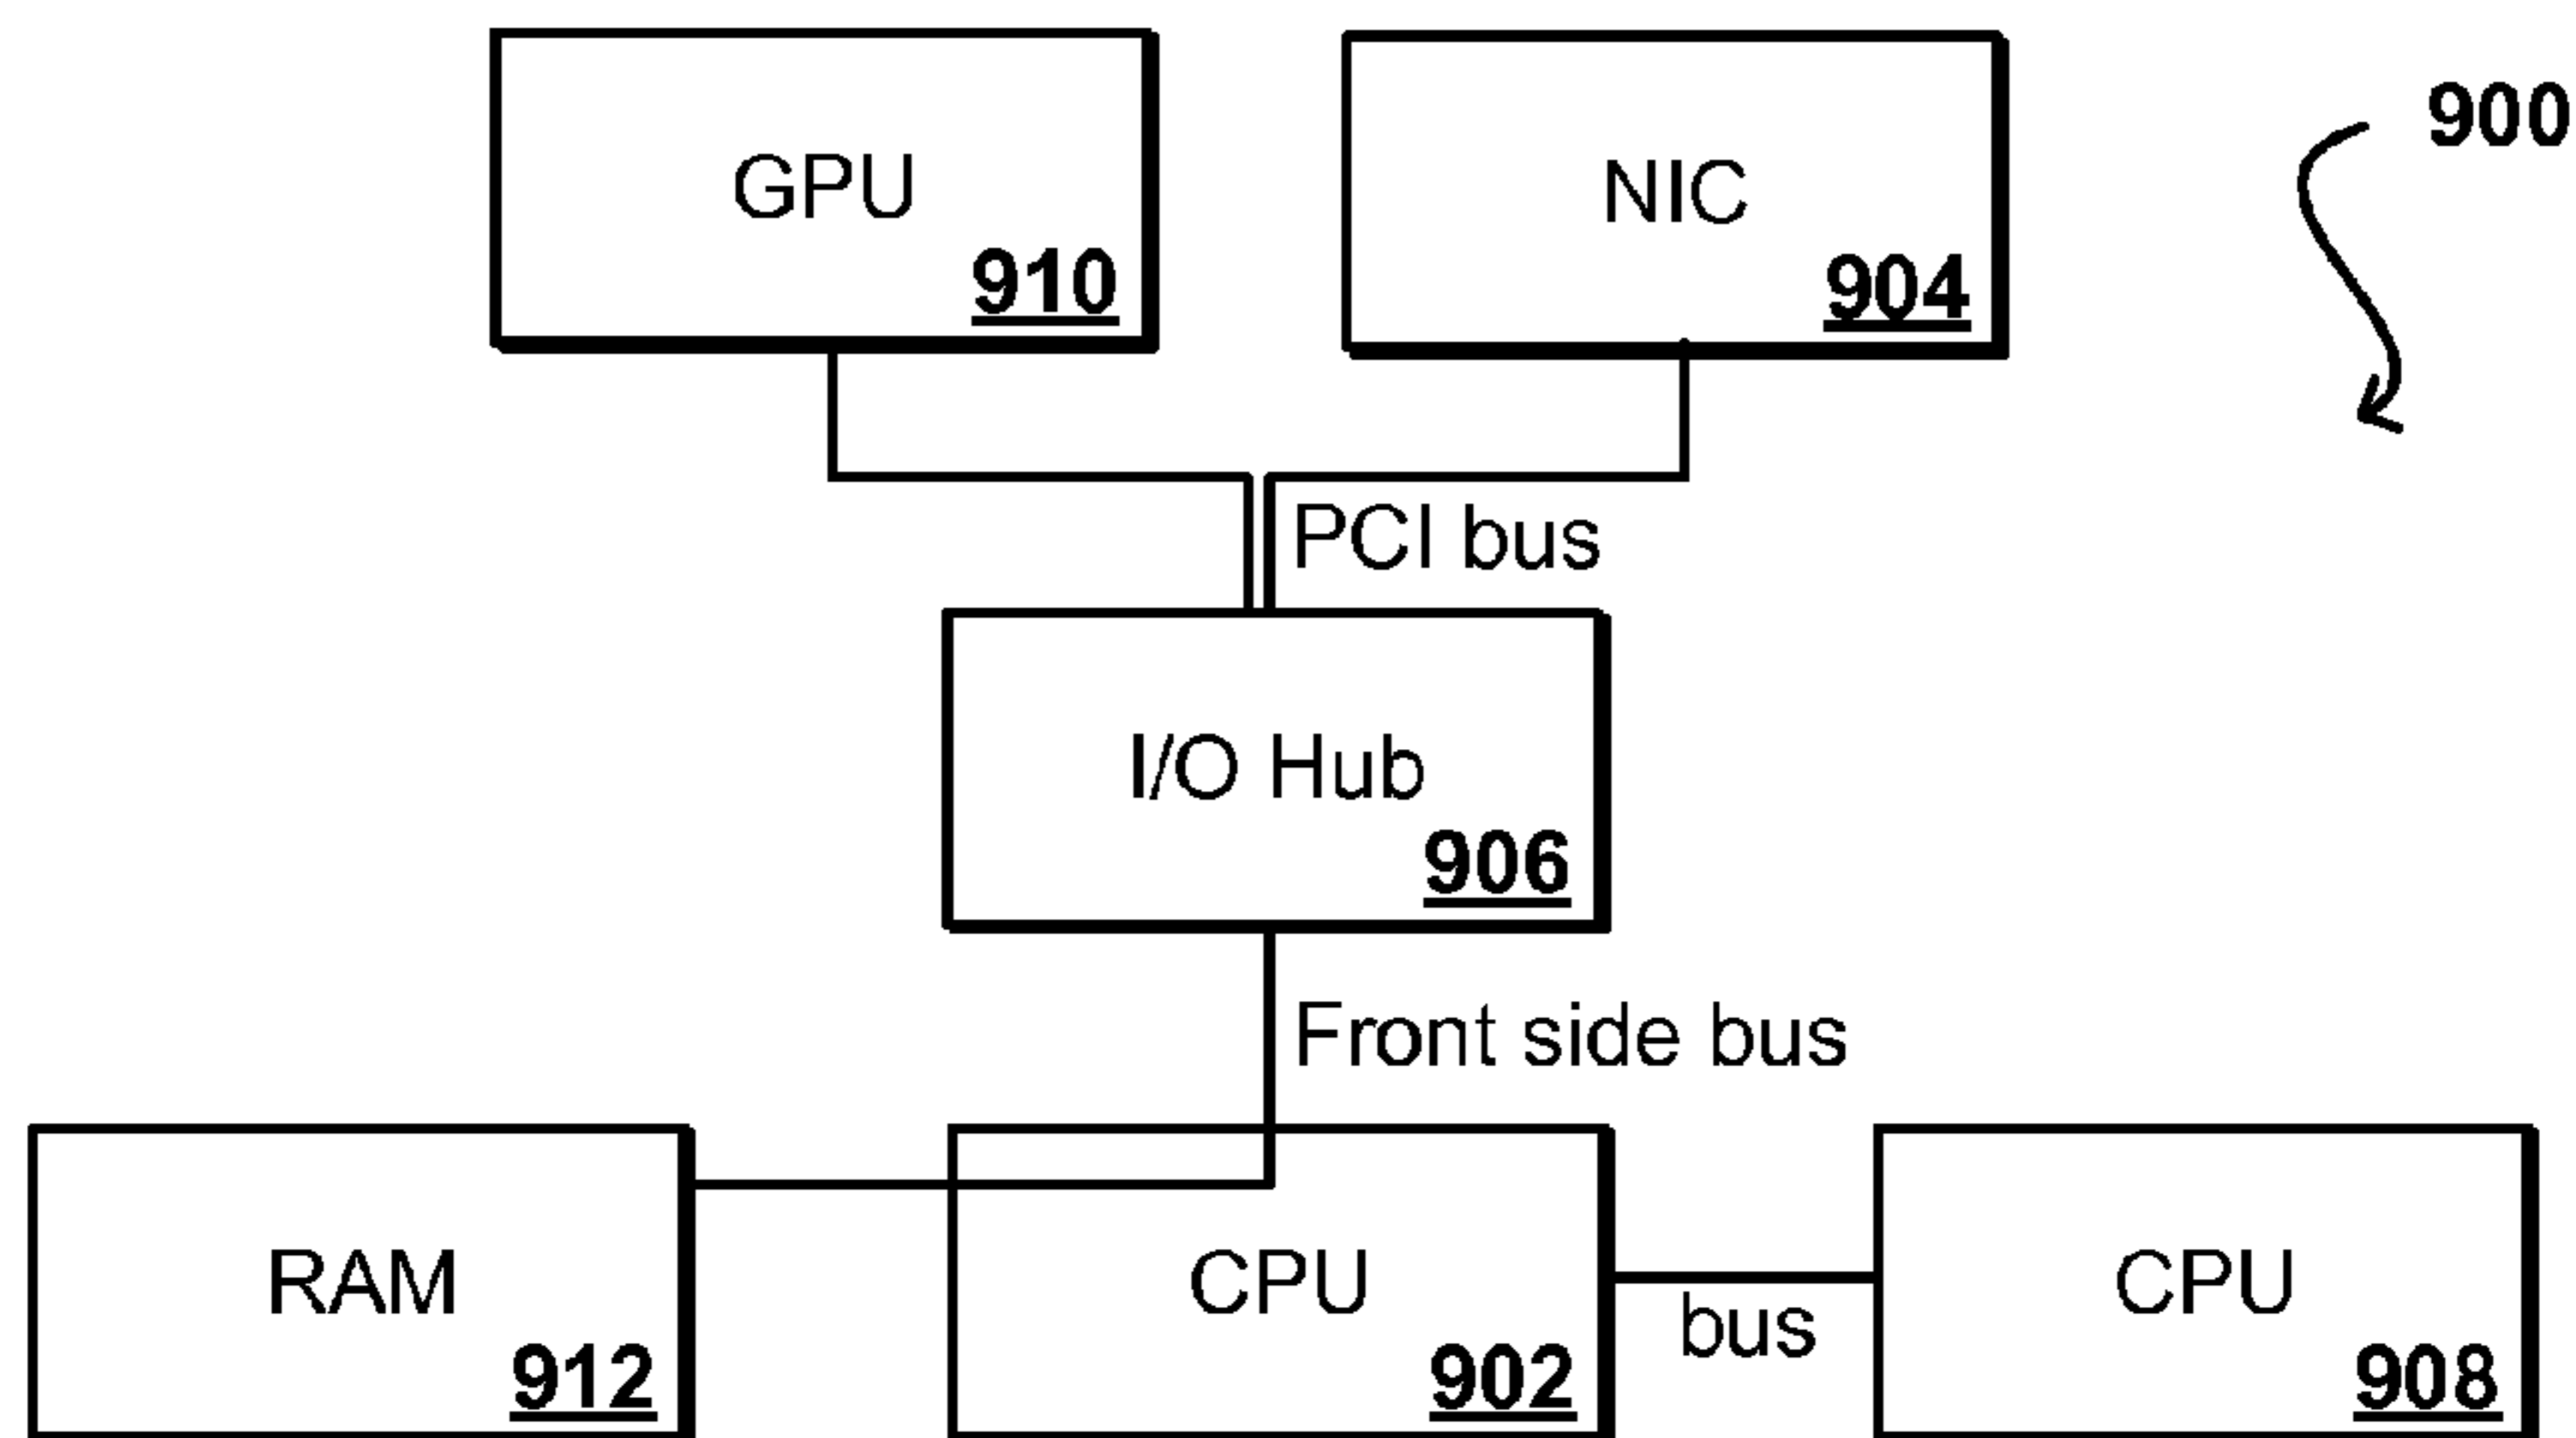 GPU
910
NIC
904
900
PCI bus
I/O Hub
906
Front side bus
RAM
912
CPU
902
bus
CPU
908